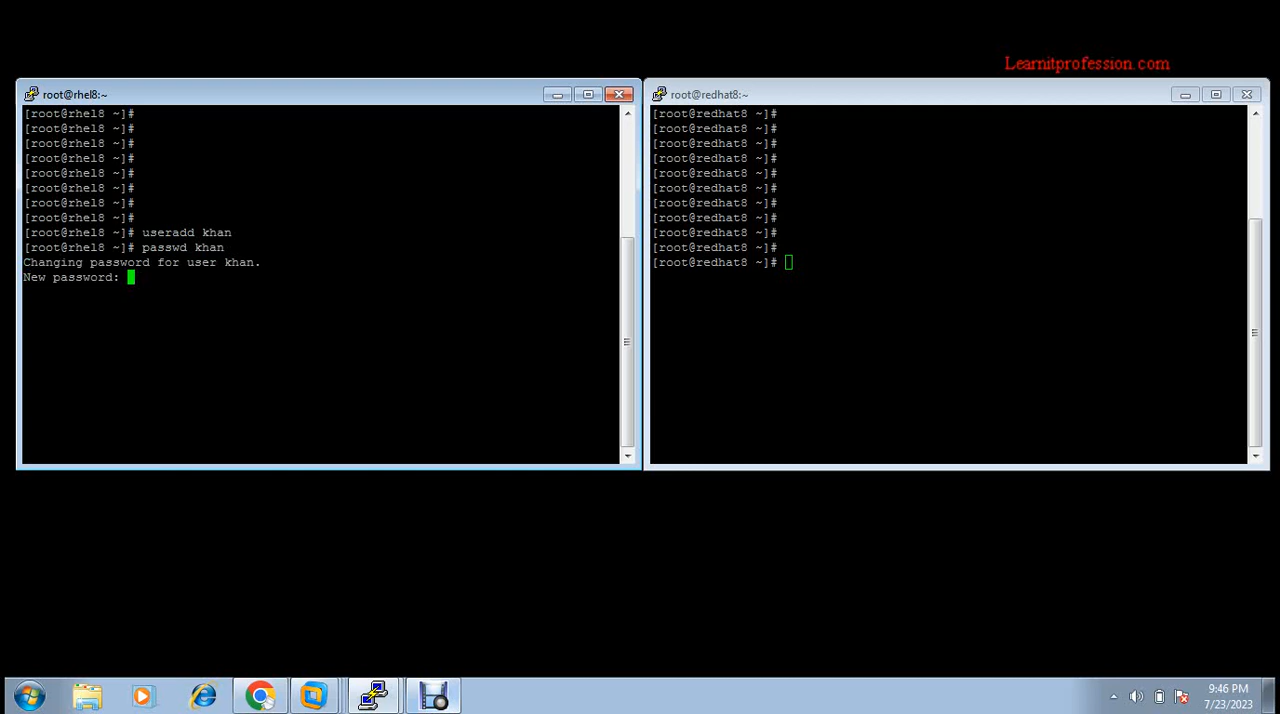 Learnitprofession.com
root@rhel8:~
[root@rhel8 ~]#
[root@rhel8 ~]#
[root@rhel8 ~]#
[root@rhel8 ~]#
[root@rhel8 ~]#
[root@rhel8 ~]#
[root@rhel8 ~]#
[root@rhel8 ~]#
[root@rhel8 ~]# useradd khan
[root@rhel8 ~]# passwd khan
Changing password for user khan.
New password:
root@redhat8:~
[root@redhat8 ~]#
[root@redhat8 ~]#
[root@redhat8 ~]#
[root@redhat8 ~]#
[root@redhat8 ~]#
[root@redhat8 ~]#
[root@redhat8 ~]#
[root@redhat8 ~]#
[root@redhat8 ~]#
[root@redhat8 ~]#
[root@redhat8 ~]#
9:46 PM
7/23/2023